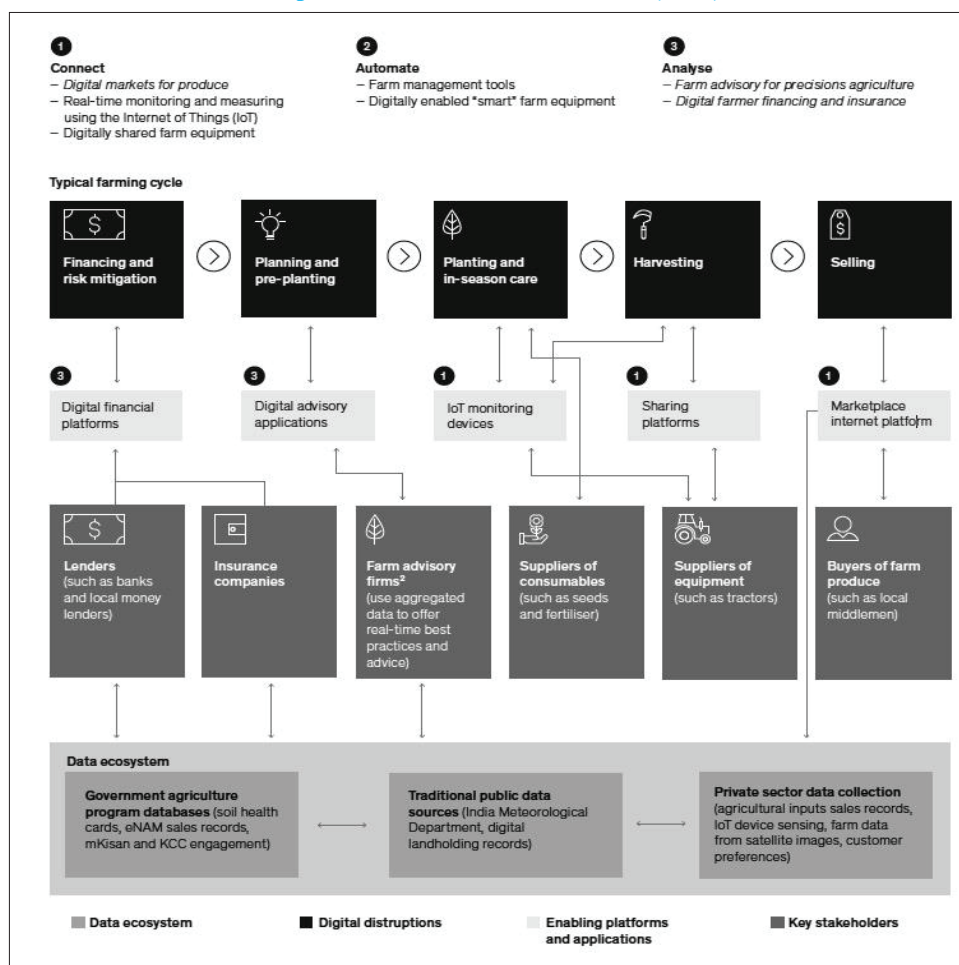 1
Connect
– Digital markets for produce
– Real-time monitoring and measuring
using the Internet of Things (IoT)
– Digitally shared farm equipment
2
Automate
– Farm management tools
– Digitally enabled "smart" farm equipment
3
Analyse
– Farm advisory for precisions agriculture
– Digital farmer financing and insurance
Typical farming cycle
$
Financing and
risk mitigation
Planning and
pre-planting
Planting and
in-season care
Harvesting
$
Selling
3
Digital financial
platforms
3
Digital advisory
applications
1
IoT monitoring
devices
1
Sharing
platforms
1
Marketplace
internet platform
$
Lenders
(such as banks
and local money
lenders)
Insurance
companies
Farm advisory
firms²
(use aggregated
data to offer
real-time best
practices and
advice)
Suppliers of
consumables
(such as seeds
and fertiliser)
Suppliers of
equipment
(such as tractors)
Buyers of farm
produce
(such as local
middlemen)
Data ecosystem
Government agriculture
program databases (soil health
cards, eNAM sales records,
mKisan and KCC engagement)
Traditional public data
sources (India Meteorological
Department, digital
landholding records)
Private sector data collection
(agricultural inputs sales records,
IoT device sensing, farm data
from satellite images, customer
preferences)
Data ecosystem
Digital distruptions
Enabling platforms
and applications
Key stakeholders